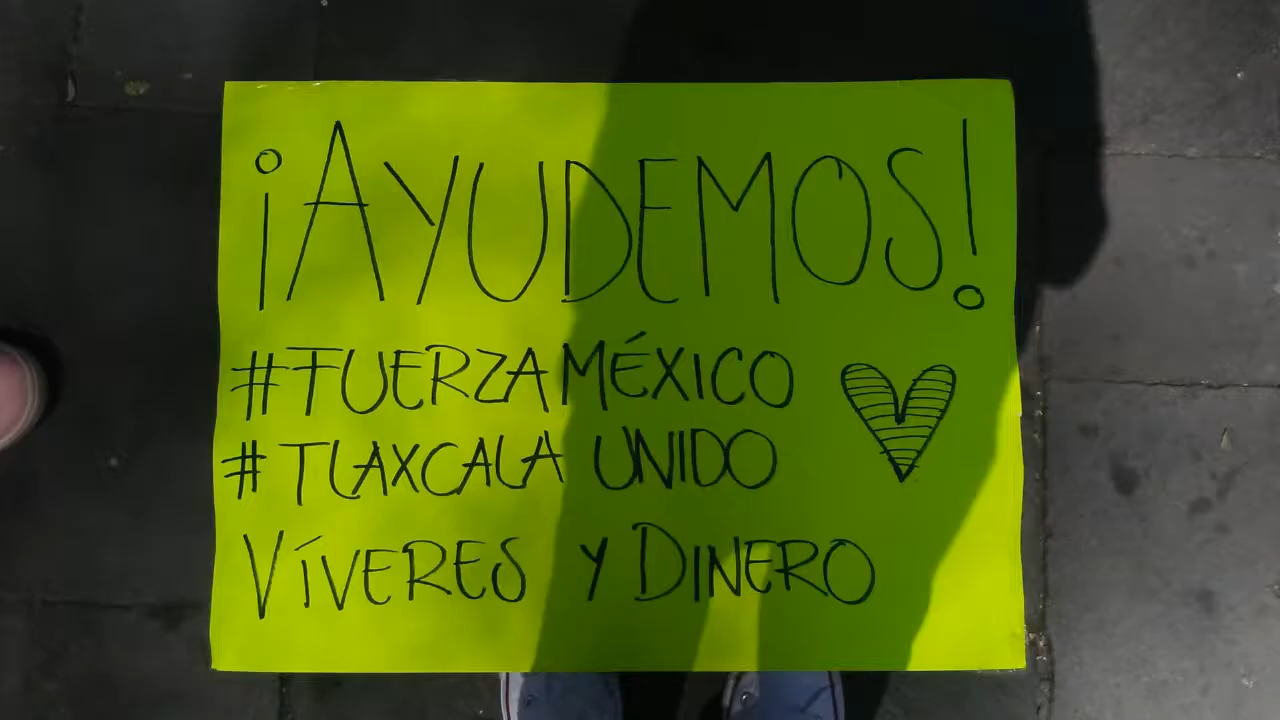 ¡AYUDEMOS!
#FUERZAMÉXICO
#TLAXCALA UNIDO
VÍVERES Y DINERO